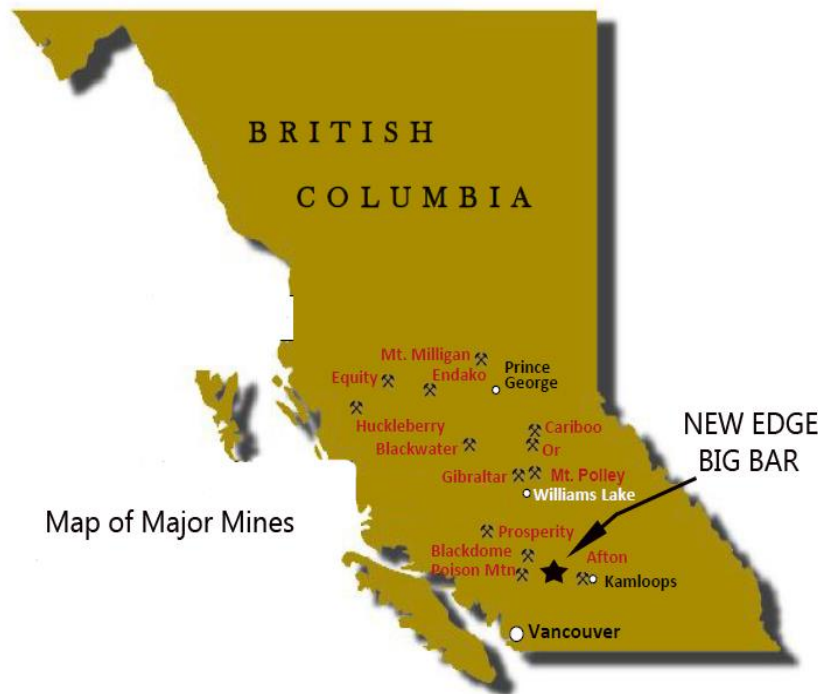 BRITISH
COLUMBIA
Mt. Milligan
Prince
George
Equity
Endako
Huckleberry
Cariboo
Blackwater
Or
NEW EDGE
BIG BAR
Gibraltar
Mt. Polley
Williams Lake
Map of Major Mines
Prosperity
Blackdome
Afton
Poison Mtn
Kamloops
Vancouver